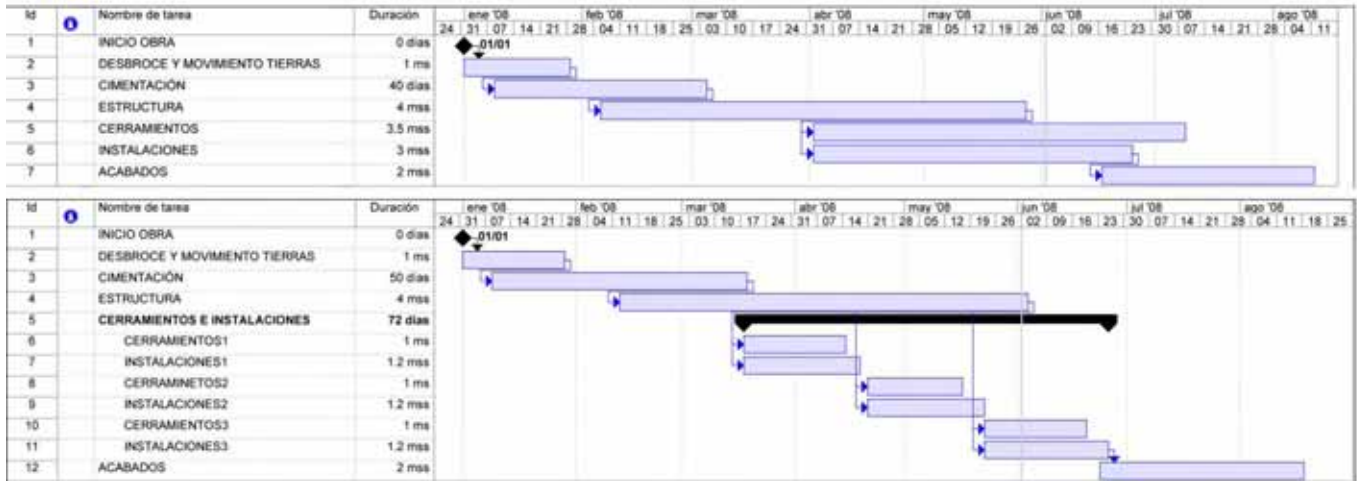 Id Nombre de tarea Duración ene '08 feb '08 mar '08 abr '08 may '08 jun '08 jul '08 ago '08
24 31 07 14 21 28 04 11 18 25 03 10 17 24 31 07 14 21 28 05 12 19 26 02 09 16 23 30 07 14 21 28 04 11
1 INICIO OBRA 0 días 01/01
2 DESBROCE Y MOVIMIENTO TIERRAS 1 ms
3 CIMENTACIÓN 40 días
4 ESTRUCTURA 4 mss
5 CERRAMIENTOS 3.5 mss
6 INSTALACIONES 3 mss
7 ACABADOS 2 mss
Id Nombre de tarea Duración ene '08 feb '08 mar '08 abr '08 may '08 jun '08 jul '08 ago '08
24 31 07 14 21 28 04 11 18 25 03 10 17 24 31 07 14 21 28 05 12 19 26 02 09 16 23 30 07 14 21 28 04 11 18 25
1 INICIO OBRA 0 días 01/01
2 DESBROCE Y MOVIMIENTO TIERRAS 1 ms
3 CIMENTACIÓN 50 días
4 ESTRUCTURA 4 mss
5 CERRAMIENTOS E INSTALACIONES 72 días
6 CERRAMIENTOS1 1 ms
7 INSTALACIONES1 1.2 mss
8 CERRAMINETOS2 1 ms
9 INSTALACIONES2 1.2 mss
10 CERRAMIENTOS3 1 ms
11 INSTALACIONES3 1.2 mss
12 ACABADOS 2 mss